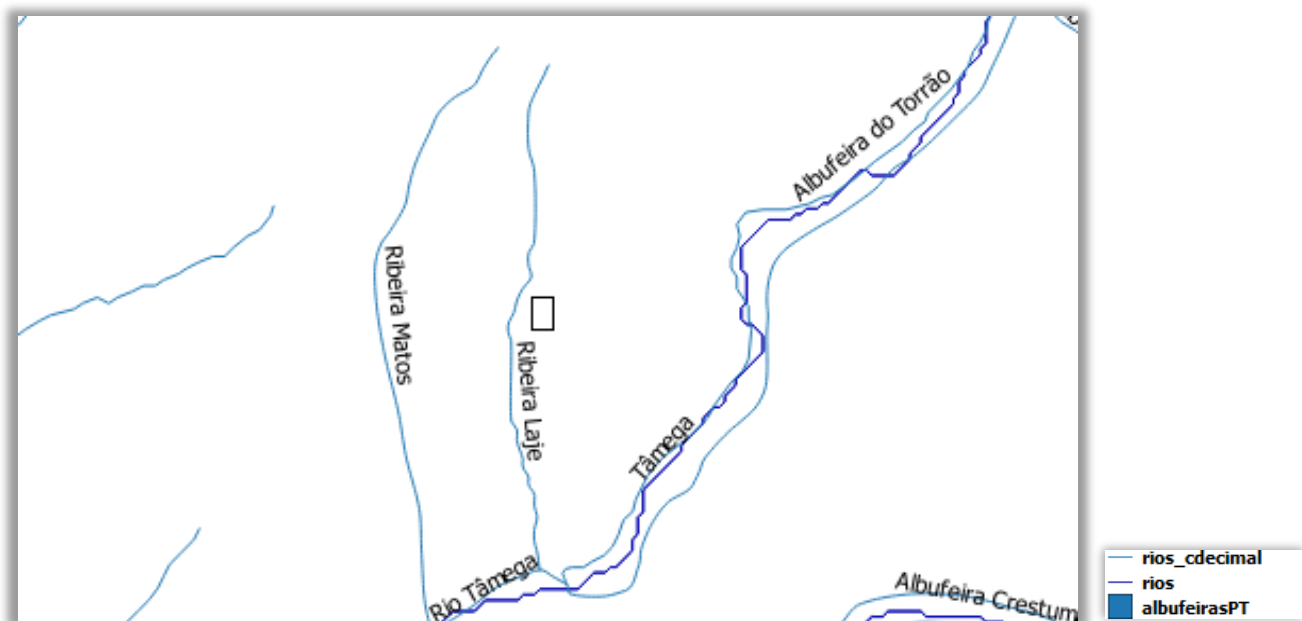 Albufeira do Torrão
Ribeira Matos
Ribeira Laje
Tâmega
Rio Tâmega
Albufeira Crestum
rios_cdecimal
rios
albufeirasPT